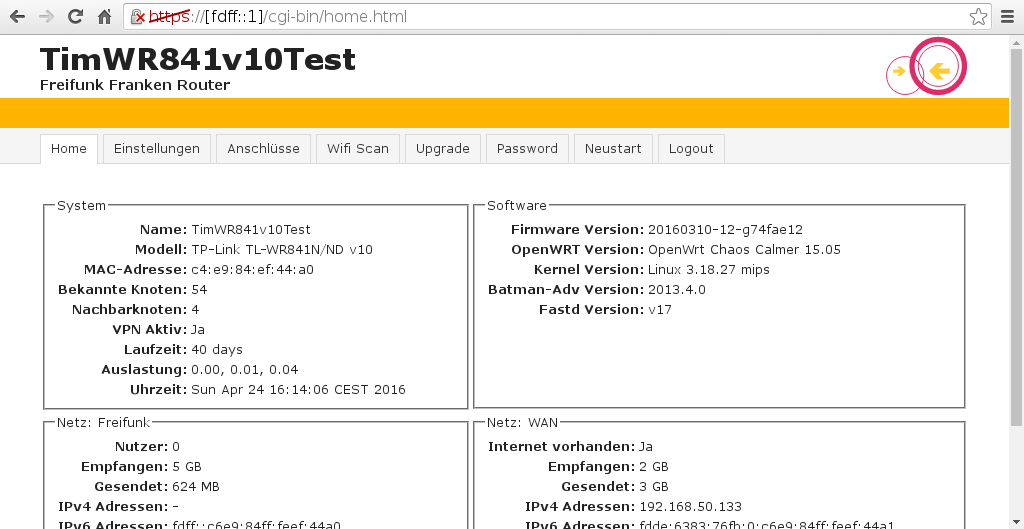 https://[fdff::1]/cgi-bin/home.html
TimWR841v10Test
Freifunk Franken Router
Home Einstellungen Anschlüsse Wifi Scan Upgrade Password Neustart Logout
System
Name: TimWR841v10Test
Modell: TP-Link TL-WR841N/ND v10
MAC-Adresse: c4:e9:84:ef:44:a0
Bekannte Knoten: 54
Nachbarknoten: 4
VPN Aktiv: Ja
Laufzeit: 40 days
Auslastung: 0.00, 0.01, 0.04
Uhrzeit: Sun Apr 24 16:14:06 CEST 2016
Software
Firmware Version: 20160310-12-g74fae12
OpenWRT Version: OpenWrt Chaos Calmer 15.05
Kernel Version: Linux 3.18.27 mips
Batman-Adv Version: 2013.4.0
Fastd Version: v17
Netz: Freifunk
Nutzer: 0
Empfangen: 5 GB
Gesendet: 624 MB
IPv4 Adressen: -
IPv6 Adressen: fdff::c6e9:84ff:feef:44a0
Netz: WAN
Internet vorhanden: Ja
Empfangen: 2 GB
Gesendet: 3 GB
IPv4 Adressen: 192.168.50.133
IPv6 Adressen: fdde:6383:76fb:0:c6e9:84ff:feef:44a1